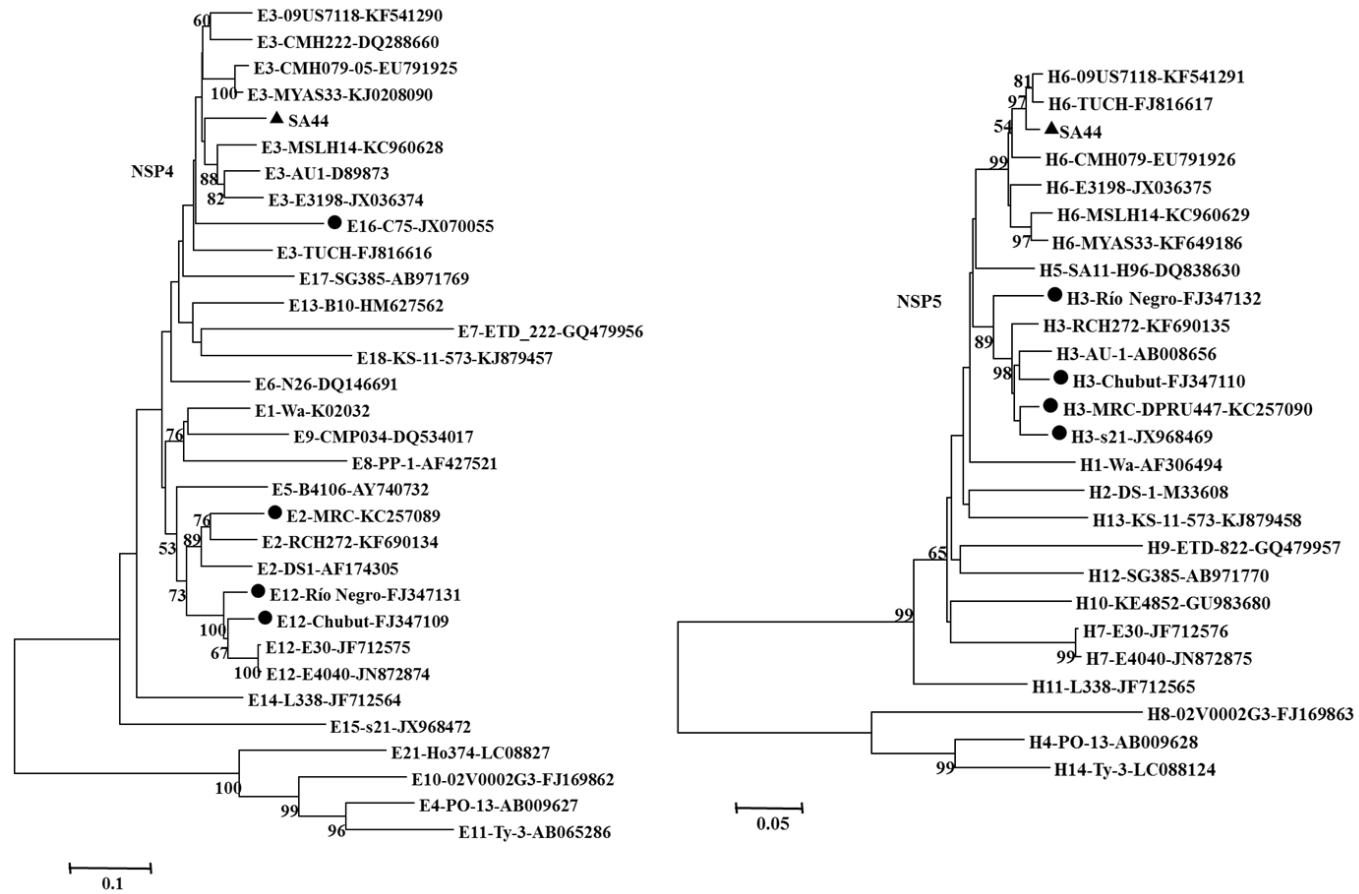 60
E3-09US7118-KF541290
E3-CMH222-DQ288660
E3-CMH079-05-EU791925
100
E3-MYAS33-KJ0208090
SA44
NSP4
E3-MSLH14-KC960628
88
E3-AU1-D89873
82
E3-E3198-JX036374
E16-C75-JX070055
E3-TUCH-FJ816616
E17-SG385-AB971769
E13-B10-HM627562
E7-ETD_222-GQ479956
E18-KS-11-573-KJ879457
E6-N26-DQ146691
E1-Wa-K02032
76
E9-CMP034-DQ534017
E8-PP-1-AF427521
E5-B4106-AY740732
76
E2-MRC-KC257089
53
89
E2-RCH272-KF690134
E2-DS1-AF174305
73
E12-Río Negro-FJ347131
E12-Chubut-FJ347109
100
67
E12-E30-JF712575
100
E12-E4040-JN872874
E14-L338-JF712564
E15-s21-JX968472
E21-Ho374-LC08827
100
E10-02V0002G3-FJ169862
99
E4-PO-13-AB009627
96
E11-Ty-3-AB065286
0.1
81
H6-09US7118-KF541291
97
H6-TUCH-FJ816617
54
SA44
99
H6-CMH079-EU791926
H6-E3198-JX036375
H6-MSLH14-KC960629
97
H6-MYAS33-KF649186
H5-SA11-H96-DQ838630
NSP5
H3-Río Negro-FJ347132
H3-RCH272-KF690135
89
H3-AU-1-AB008656
98
H3-Chubut-FJ347110
H3-MRC-DPRU447-KC257090
H3-s21-JX968469
H1-Wa-AF306494
H2-DS-1-M33608
H13-KS-11-573-KJ879458
65
H9-ETD-822-GQ479957
H12-SG385-AB971770
H10-KE4852-GU983680
99
H7-E30-JF712576
99
H7-E4040-JN872875
H11-L338-JF712565
H8-02V0002G3-FJ169863
H4-PO-13-AB009628
99
H14-Ty-3-LC088124
0.05